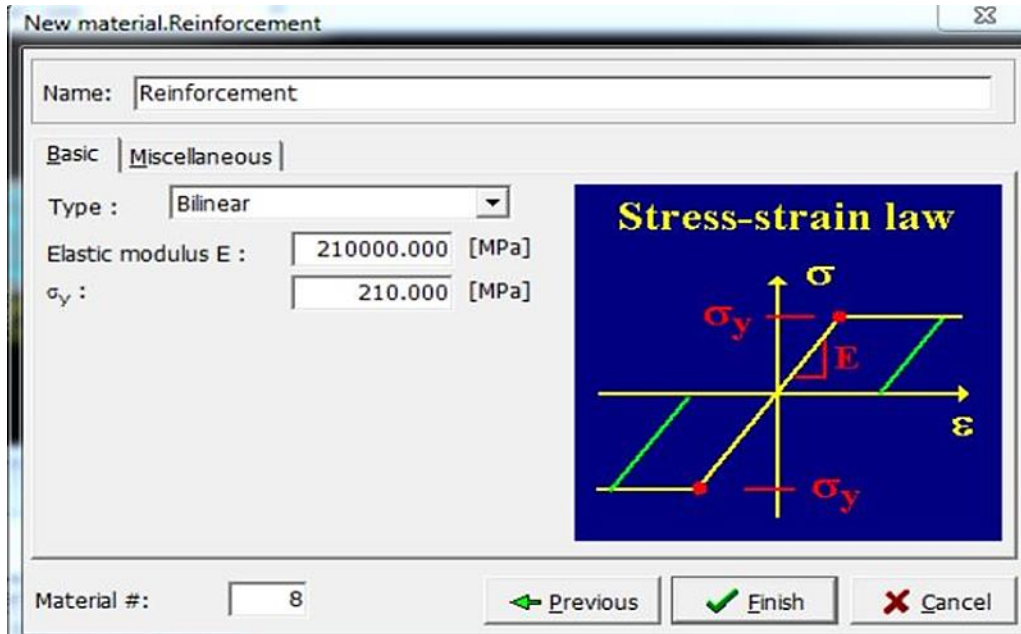 New material.Reinforcement
Name: Reinforcement
Basic Miscellaneous
Type : Bilinear
Elastic modulus E : 210000.000 [MPa]
σy : 210.000 [MPa]
Stress-strain law
σ
σy
E
ε
σy
Material #: 8 Previous Finish Cancel